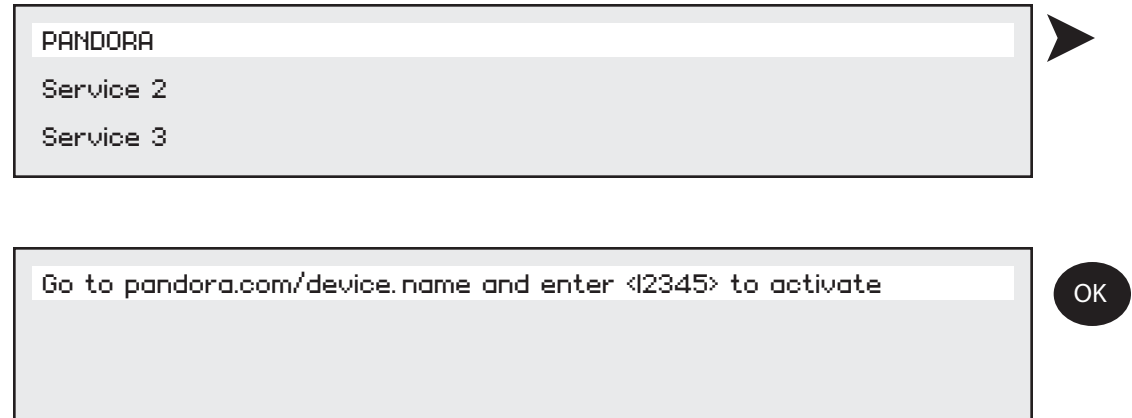 PANDORA
Service 2
Service 3
Go to pandora.com/device.name and enter <12345> to activate
OK